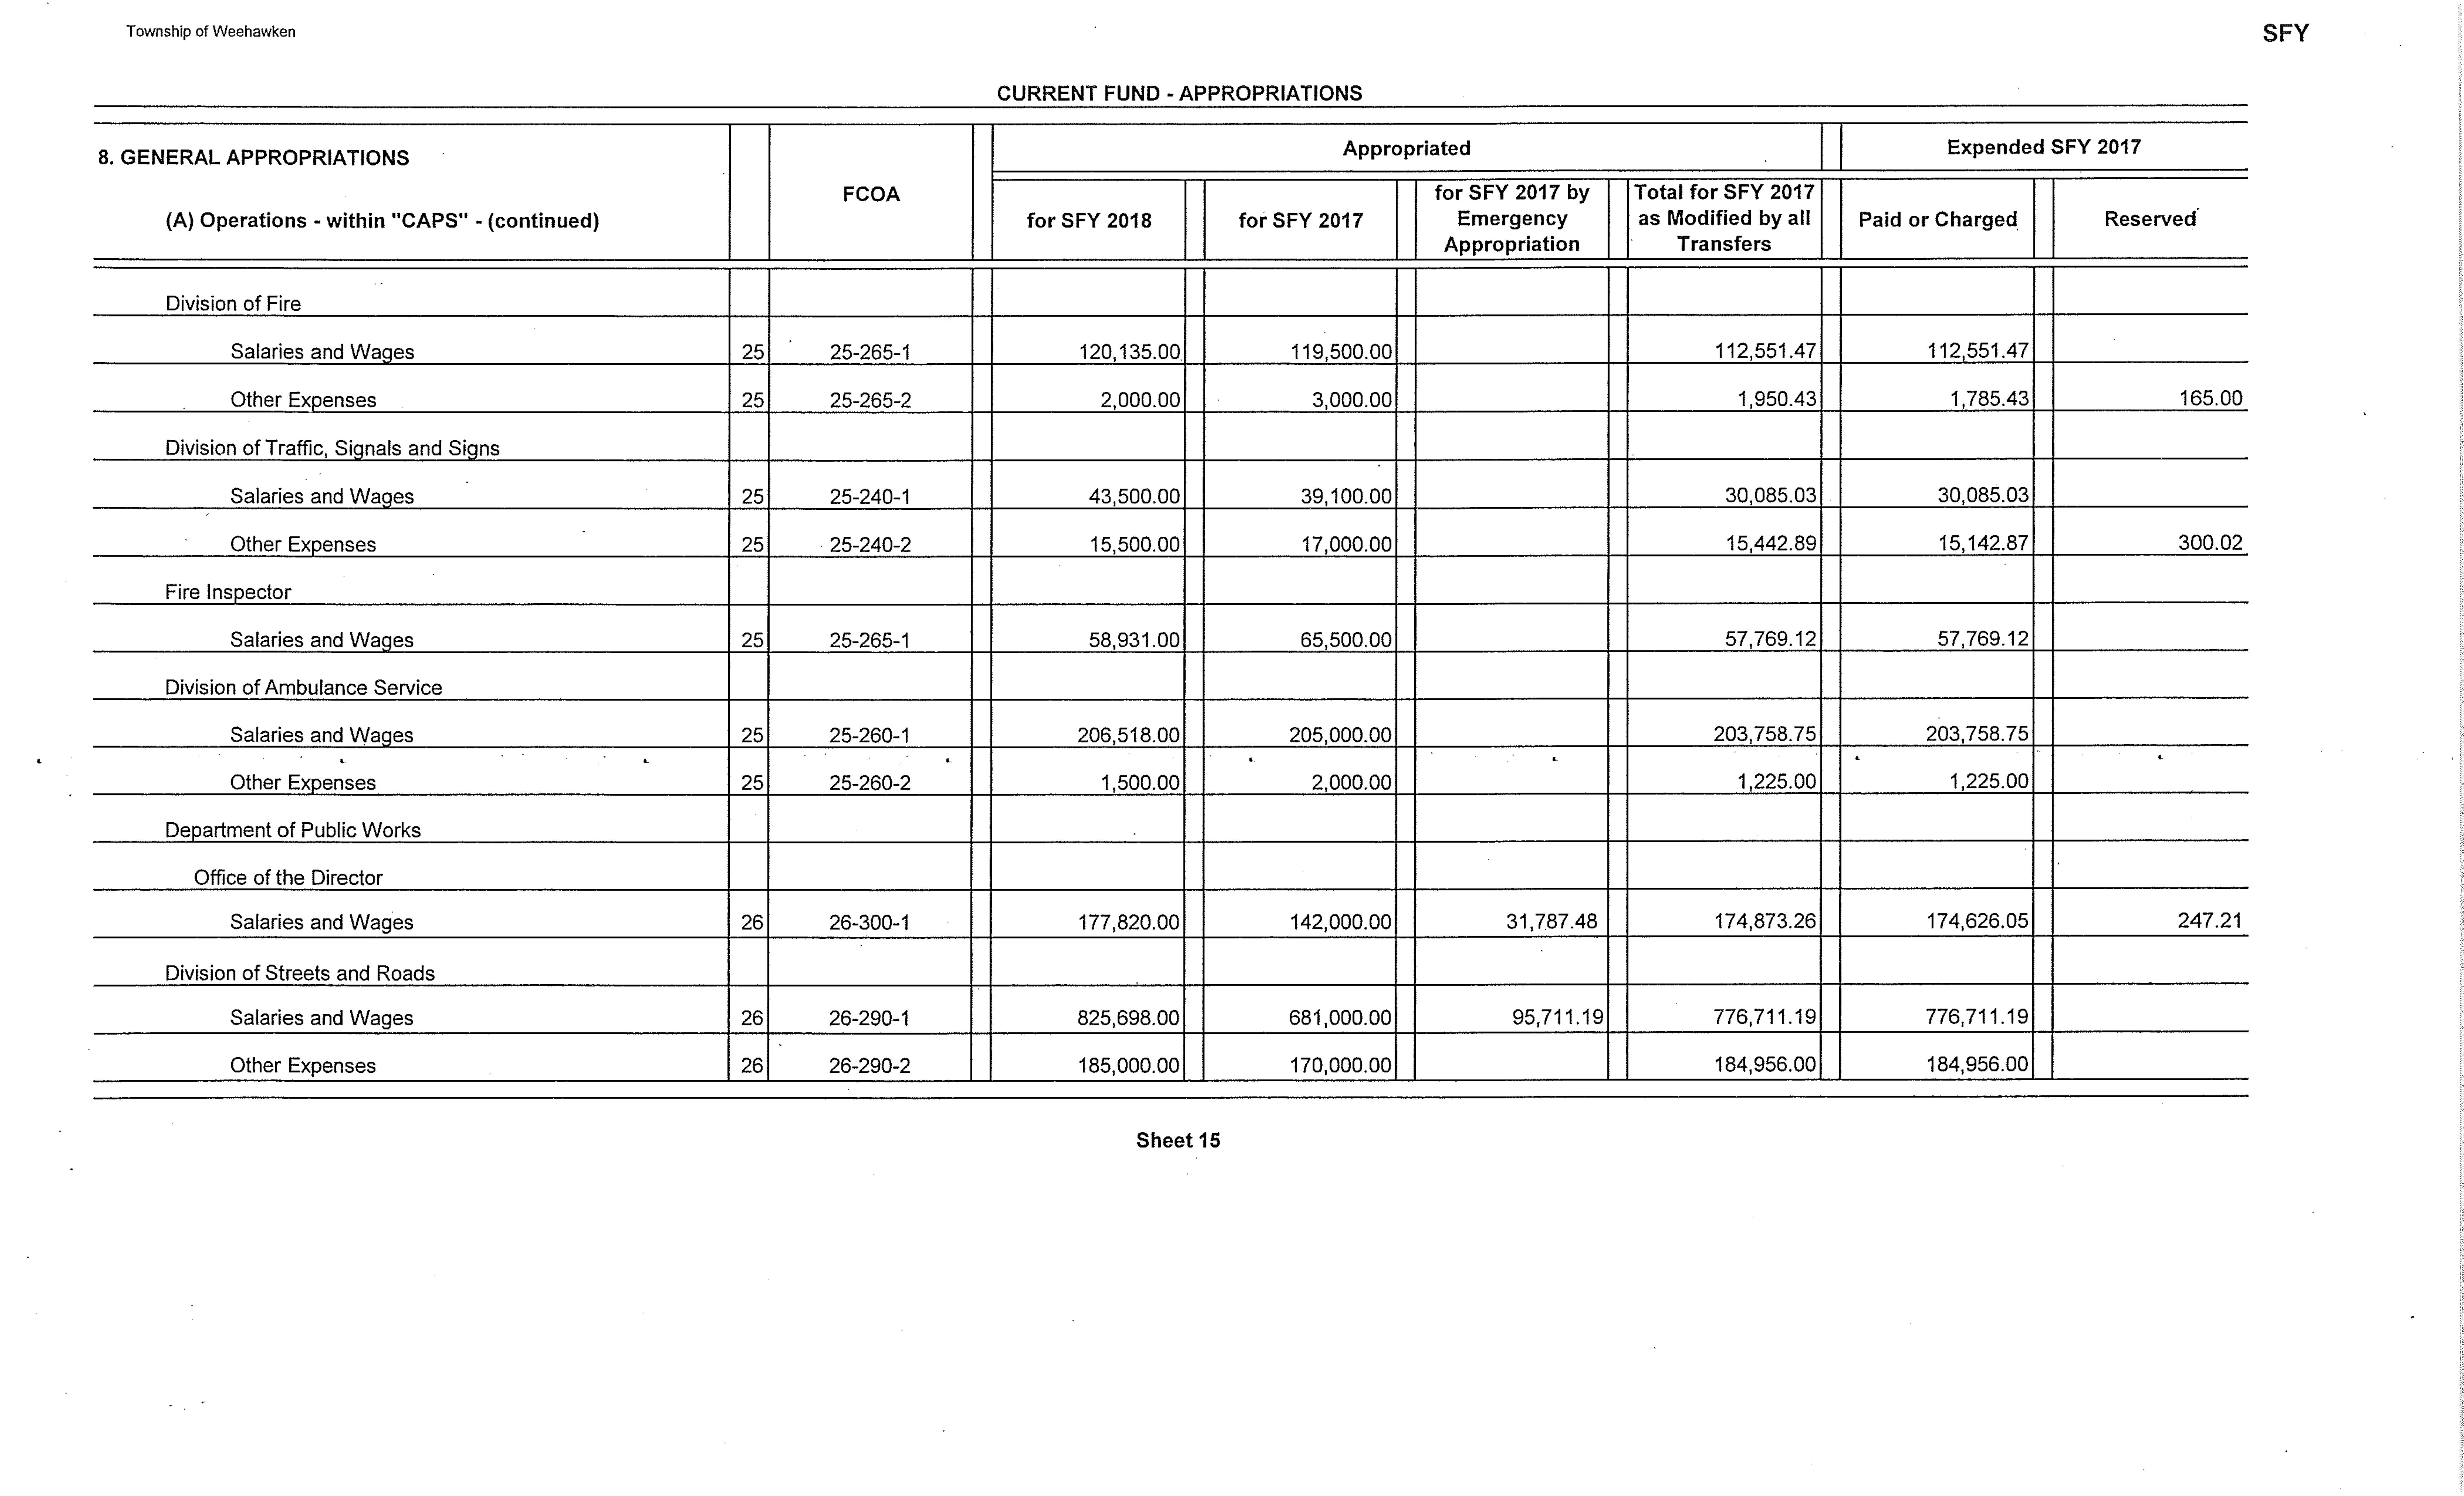 Township of Weehawken
SFY
CURRENT FUND - APPROPRIATIONS
8. GENERAL APPROPRIATIONS
Appropriated
Expended SFY 2017
FCOA
for SFY 2017 by Total for SFY 2017
(A) Operations - within "CAPS" - (continued) for SFY 2018 for SFY 2017 Emergency as Modified by all Paid or Charged Reserved
Appropriation Transfers
Division of Fire
Salaries and Wages 25 25-265-1 120,135.00 119,500.00 112,551.47 112,551.47
Other Expenses 25 25-265-2 2,000.00 3,000.00 1,950.43 1,785.43 165.00
Division of Traffic, Signals and Signs
Salaries and Wages 25 25-240-1 43,500.00 39,100.00 30,085.03 30,085.03
Other Expenses 25 25-240-2 15,500.00 17,000.00 15,442.89 15,142.87 300.02
Fire Inspector
Salaries and Wages 25 25-265-1 58,931.00 65,500.00 57,769.12 57,769.12
Division of Ambulance Service
Salaries and Wages 25 25-260-1 206,518.00 205,000.00 203,758.75 203,758.75
Other Expenses 25 25-260-2 1,500.00 2,000.00 1,225.00 1,225.00
Department of Public Works
Office of the Director
Salaries and Wages 26 26-300-1 177,820.00 142,000.00 31,787.48 174,873.26 174,626.05 247.21
Division of Streets and Roads
Salaries and Wages 26 26-290-1 825,698.00 681,000.00 95,711.19 776,711.19 776,711.19
Other Expenses 26 26-290-2 185,000.00 170,000.00 184,956.00 184,956.00
Sheet 15